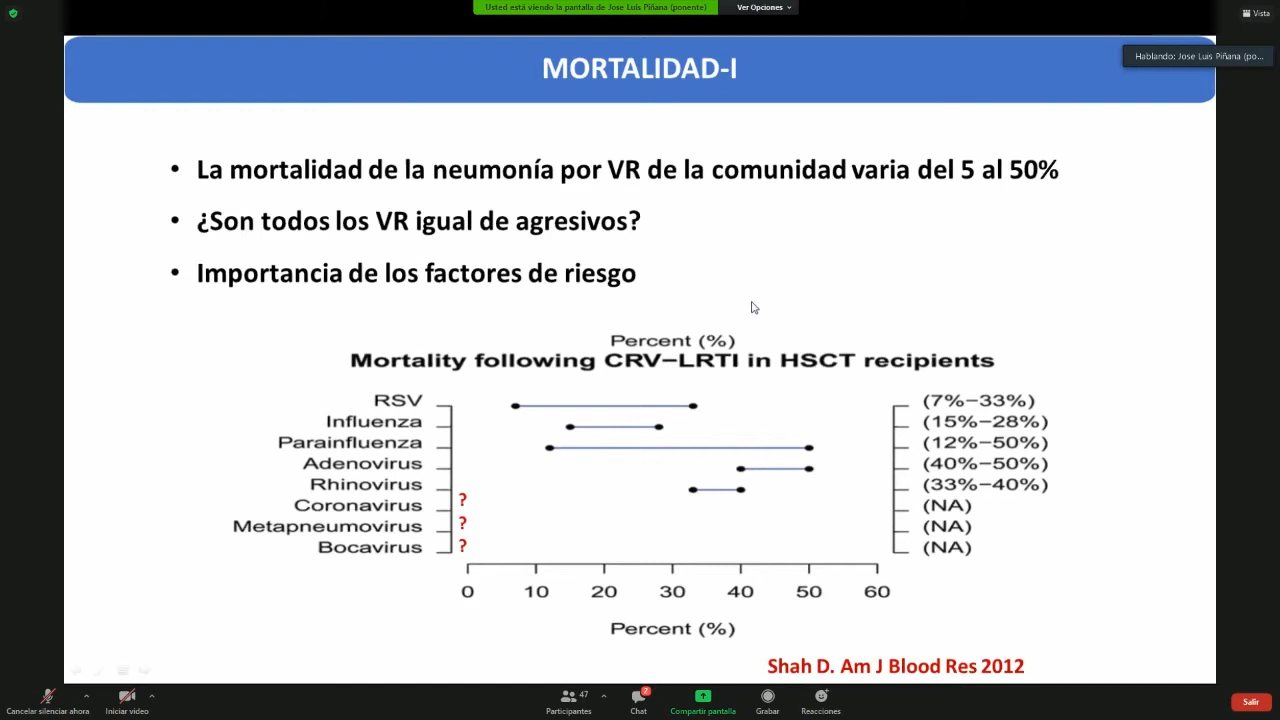 Usted está viendo la pantalla de Jose Luis Piñana (ponente)
Ver Opciones
Vista
Hablando: Jose Luis Piñana (po...
MORTALIDAD-I
• La mortalidad de la neumonía por VR de la comunidad varia del 5 al 50%
• ¿Son todos los VR igual de agresivos?
• Importancia de los factores de riesgo
Percent (%)
Mortality following CRV−LRTI in HSCT recipients
RSV (7%−33%)
Influenza (15%−28%)
Parainfluenza (12%−50%)
Adenovirus (40%−50%)
Rhinovirus (33%−40%)
Coronavirus ? (NA)
Metapneumovirus ? (NA)
Bocavirus ? (NA)
0 10 20 30 40 50 60
Percent (%)
Shah D. Am J Blood Res 2012
Cancelar silenciar ahora
Iniciar video
47
Participantes
7
Chat
Compartir pantalla
Grabar
Reacciones
Salir